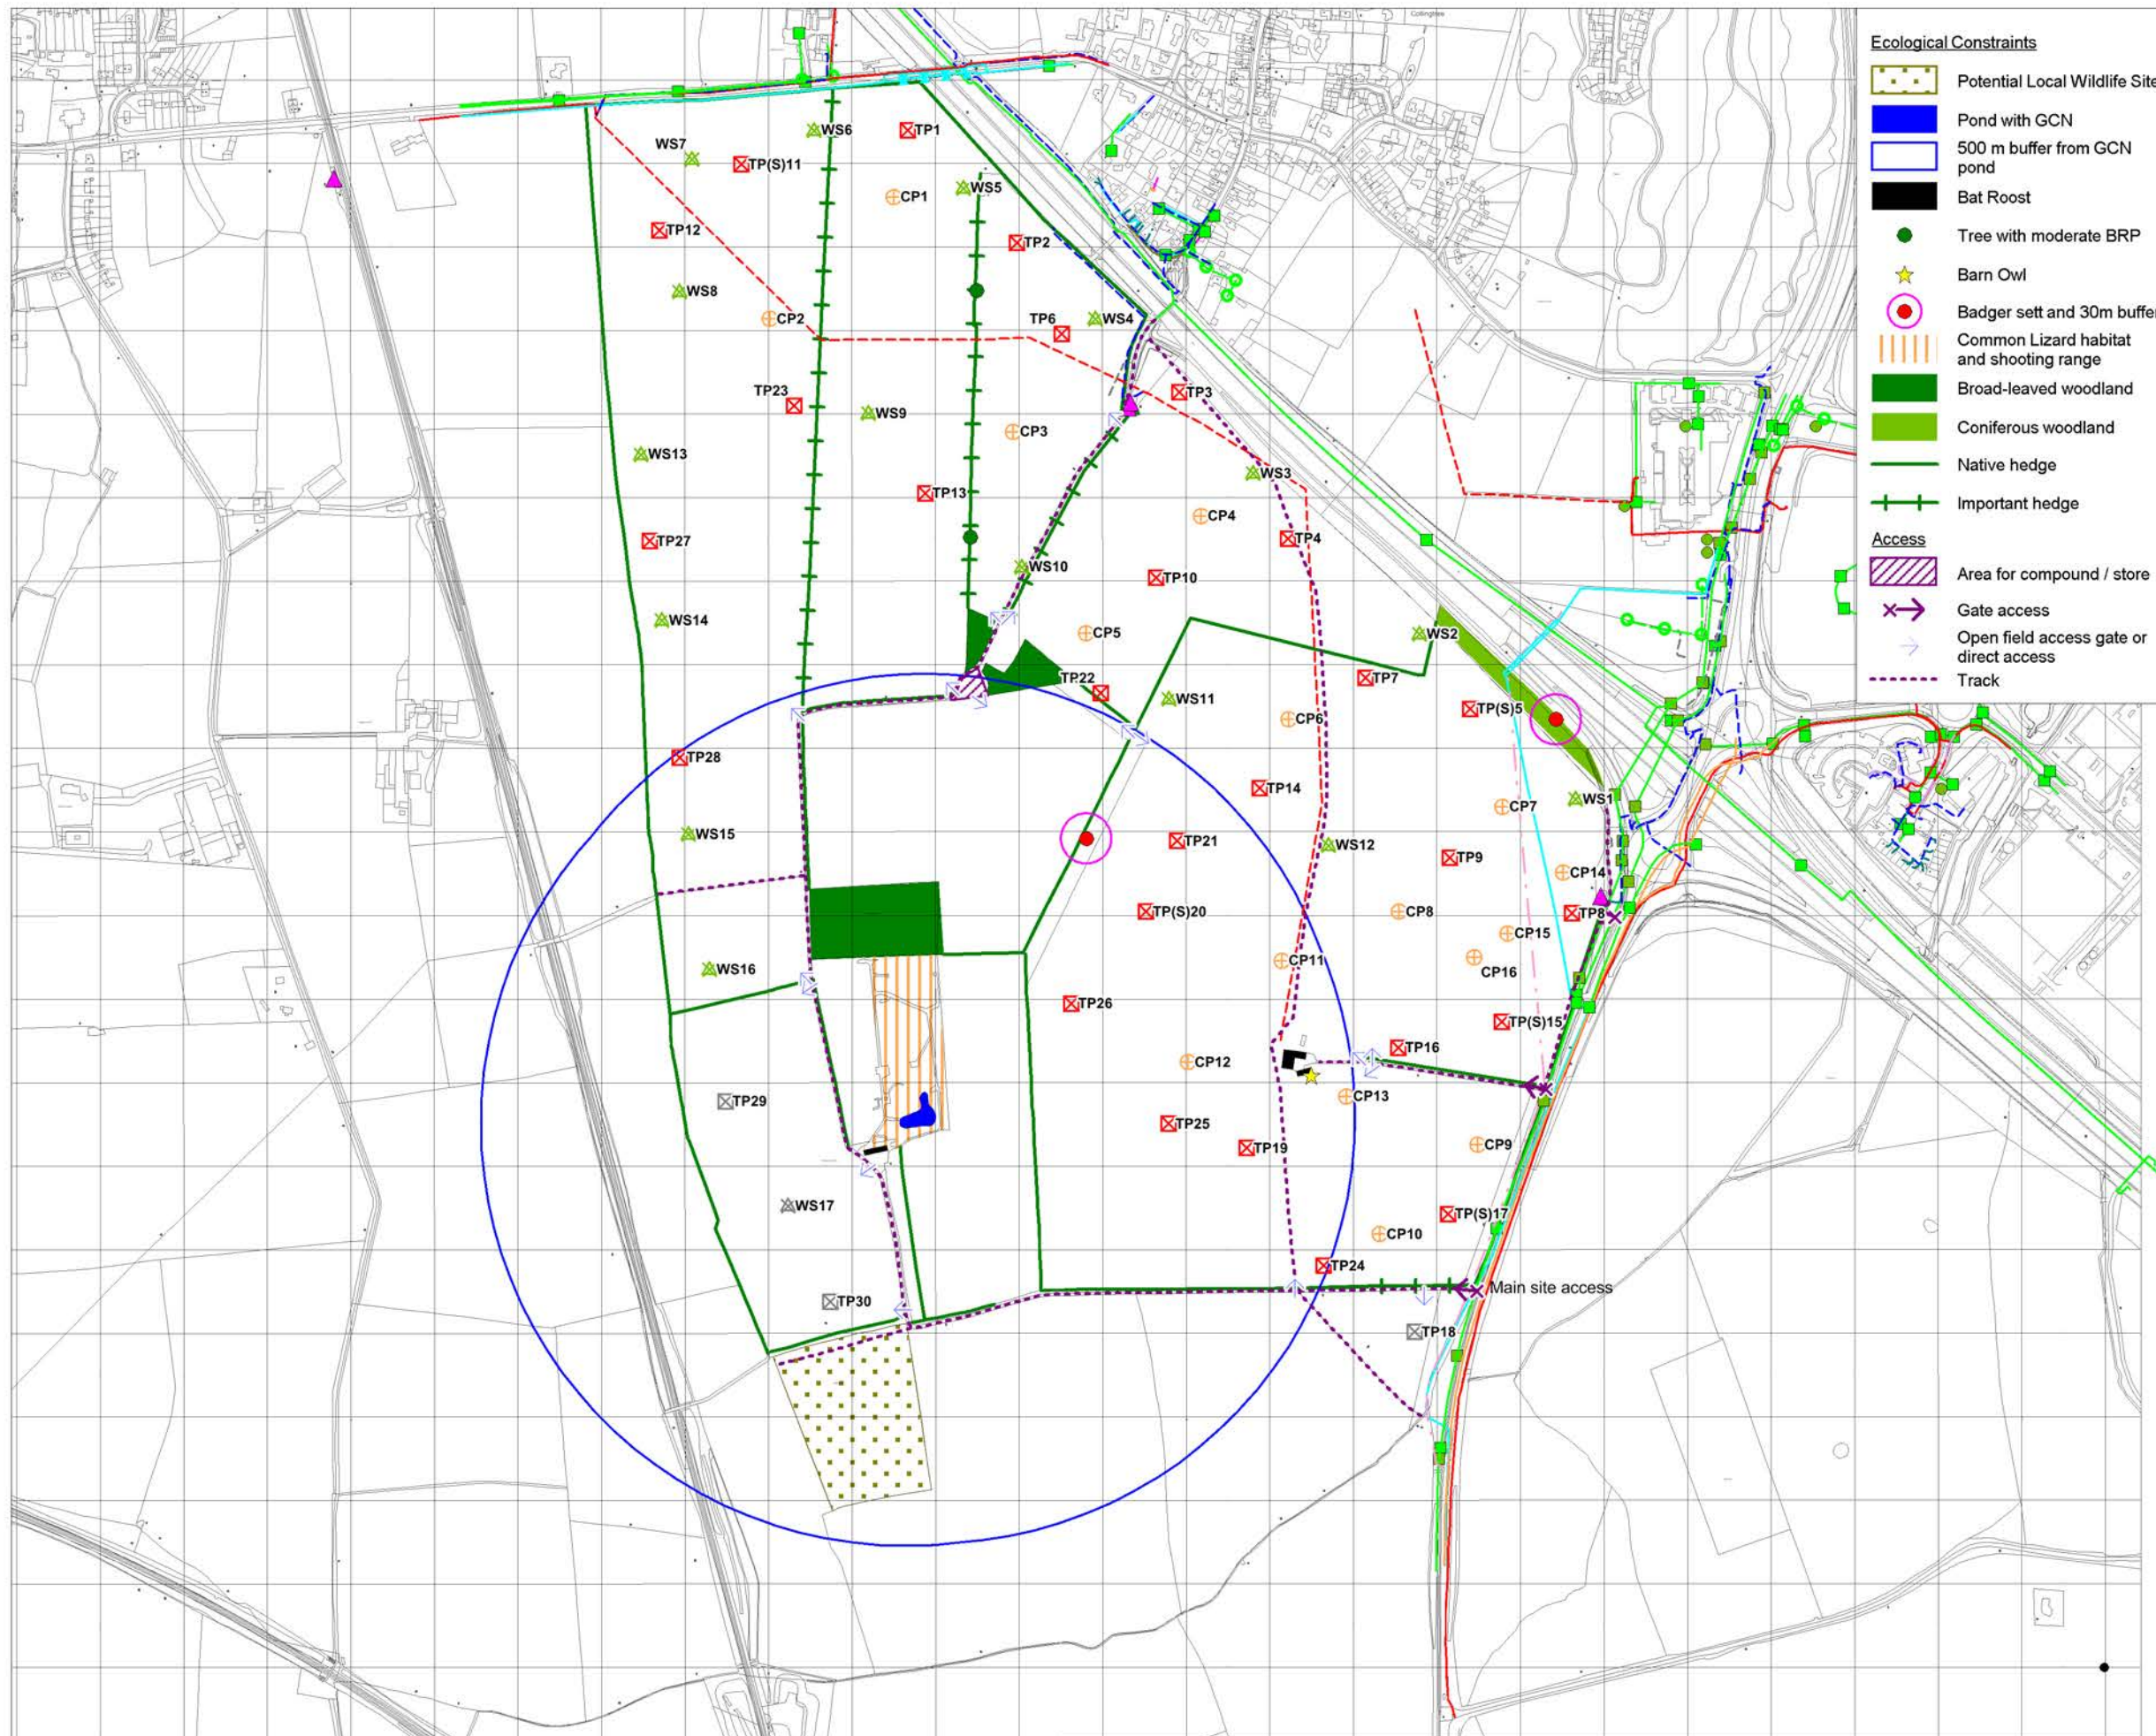 Collingtree
Ecological Constraints
Potential Local Wildlife Site
Pond with GCN
500 m buffer from GCN
pond
Bat Roost
Tree with moderate BRP
Barn Owl
Badger sett and 30m buffer
Common Lizard habitat
and shooting range
Broad-leaved woodland
Coniferous woodland
Native hedge
Important hedge
Access
Area for compound / store
Gate access
Open field access gate or
direct access
Track
WS6
TP1
WS7
TP(S)11
WS5
CP1
TP12
TP2
WS8
CP2
TP6
WS4
TP23
TP3
WS9
CP3
WS13
WS3
TP13
CP4
TP27
TP4
WS10
TP10
WS14
CP5
WS2
TP22
TP7
WS11
TP(S)5
CP6
TP28
TP14
WS1
CP7
WS15
TP21
WS12
TP9
CP14
TP(S)20
CP8
TP8
CP15
WS16
CP11
CP16
TP26
TP(S)15
TP16
CP12
TP29
CP13
TP25
TP19
CP9
WS17
TP(S)17
CP10
TP24
Main site access
TP30
TP18